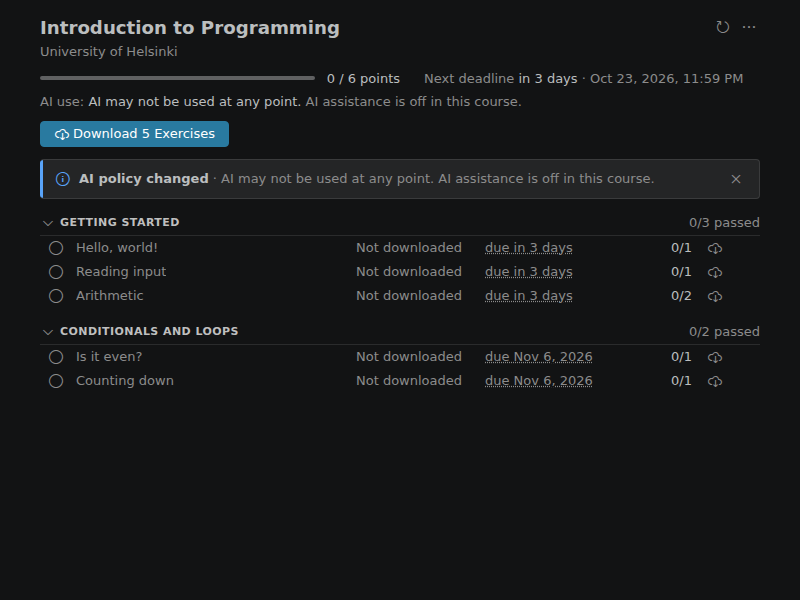 Introduction to Programming
University of Helsinki
0 / 6 points Next deadline in 3 days · Oct 23, 2026, 11:59 PM
AI use: AI may not be used at any point. AI assistance is off in this course.
Download 5 Exercises
AI policy changed · AI may not be used at any point. AI assistance is off in this course.
GETTING STARTED 0/3 passed
Hello, world! Not downloaded due in 3 days 0/1
Reading input Not downloaded due in 3 days 0/1
Arithmetic Not downloaded due in 3 days 0/2
CONDITIONALS AND LOOPS 0/2 passed
Is it even? Not downloaded due Nov 6, 2026 0/1
Counting down Not downloaded due Nov 6, 2026 0/1